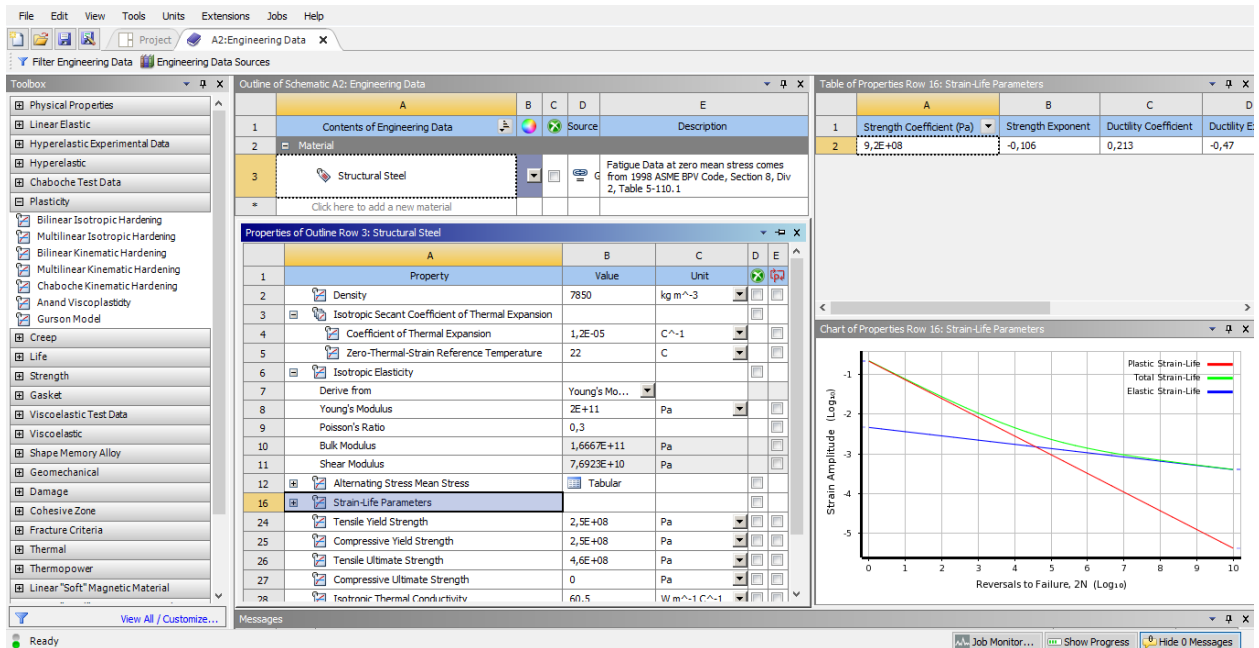 File Edit View Tools Units Extensions Jobs Help
Project A2:Engineering Data
Filter Engineering Data Engineering Data Sources
Toolbox
Physical Properties
Linear Elastic
Hyperelastic Experimental Data
Hyperelastic
Chaboche Test Data
Plasticity
Bilinear Isotropic Hardening
Multilinear Isotropic Hardening
Bilinear Kinematic Hardening
Multilinear Kinematic Hardening
Chaboche Kinematic Hardening
Anand Viscoplasticity
Gurson Model
Creep
Life
Strength
Gasket
Viscoelastic Test Data
Viscoelastic
Shape Memory Alloy
Geomechanical
Damage
Cohesive Zone
Fracture Criteria
Thermal
Thermopower
Linear "Soft" Magnetic Material
View All / Customize...
Outline of Schematic A2: Engineering Data
A B C D E
1 Contents of Engineering Data Source Description
2 Material
3 Structural Steel G Fatigue Data at zero mean stress comes
from 1998 ASME BPV Code, Section 8, Div
2, Table 5-110.1
* Click here to add a new material
Properties of Outline Row 3: Structural Steel
A B C D E
1 Property Value Unit
2 Density 7850 kg m^-3
3 Isotropic Secant Coefficient of Thermal Expansion
4 Coefficient of Thermal Expansion 1,2E-05 C^-1
5 Zero-Thermal-Strain Reference Temperature 22 C
6 Isotropic Elasticity
7 Derive from Young's Mo...
8 Young's Modulus 2E+11 Pa
9 Poisson's Ratio 0,3
10 Bulk Modulus 1,6667E+11 Pa
11 Shear Modulus 7,6923E+10 Pa
12 Alternating Stress Mean Stress Tabular
16 Strain-Life Parameters
24 Tensile Yield Strength 2,5E+08 Pa
25 Compressive Yield Strength 2,5E+08 Pa
26 Tensile Ultimate Strength 4,6E+08 Pa
27 Compressive Ultimate Strength 0 Pa
28 Isotropic Thermal Conductivity 60,5 W m^-1 C^-1
Table of Properties Row 16: Strain-Life Parameters
A B C D
1 Strength Coefficient (Pa) Strength Exponent Ductility Coefficient Ductility Ex
2 9,2E+08 -0,106 0,213 -0,47
Chart of Properties Row 16: Strain-Life Parameters
Plastic Strain-Life
Total Strain-Life
Elastic Strain-Life
Strain Amplitude (Log₁₀)
-1
-2
-3
-4
-5
0 1 2 3 4 5 6 7 8 9 10
Reversals to Failure, 2N (Log₁₀)
Messages
Ready
Job Monitor... Show Progress 0 Hide 0 Messages